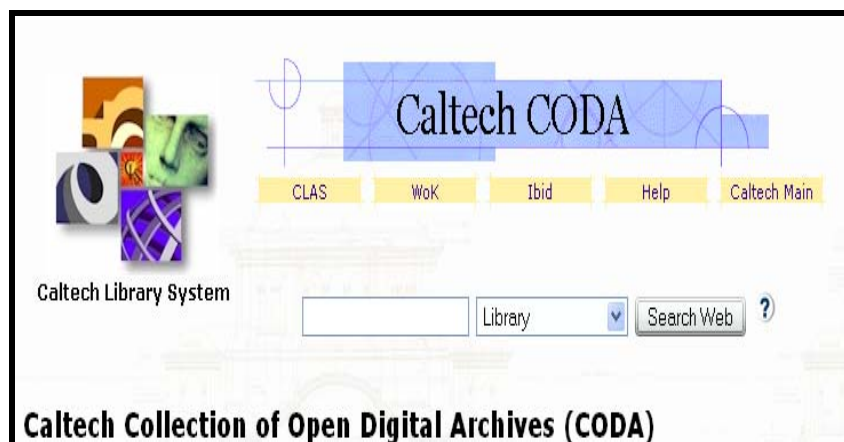 Caltech CODA
CLAS WoK Ibid Help Caltech Main
Caltech Library System
Library Search Web ?
Caltech Collection of Open Digital Archives (CODA)